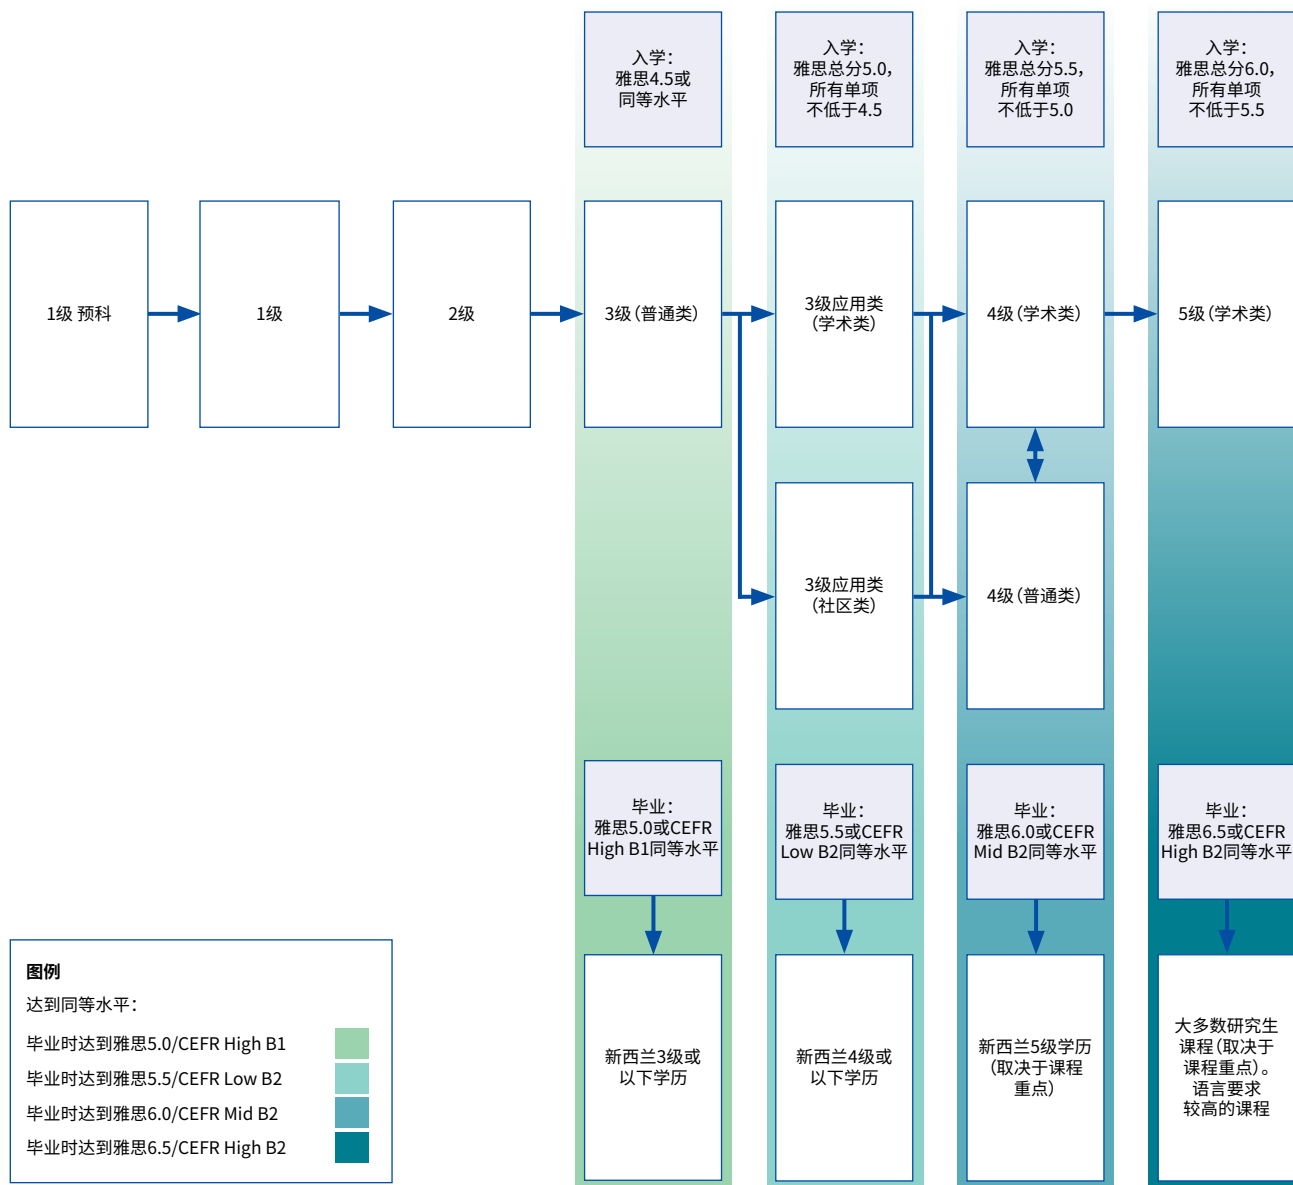 入学：
雅思4.5或
同等水平
入学：
雅思总分5.0，
所有单项
不低于4.5
入学：
雅思总分5.5，
所有单项
不低于5.0
入学：
雅思总分6.0，
所有单项
不低于5.5
1级 预科
1级
2级
3级（普通类）
3级应用类
（学术类）
4级（学术类）
5级（学术类）
3级应用类
（社区类）
4级（普通类）
毕业：
雅思5.0或CEFR
High B1同等水平
毕业：
雅思5.5或CEFR
Low B2同等水平
毕业：
雅思6.0或CEFR
Mid B2同等水平
毕业：
雅思6.5或CEFR
High B2同等水平
新西兰3级或
以下学历
新西兰4级或
以下学历
新西兰5级学历
（取决于课程
重点）
大多数研究生
课程（取决于
课程重点）。
语言要求
较高的课程
图例
达到同等水平：
毕业时达到雅思5.0/CEFR High B1
毕业时达到雅思5.5/CEFR Low B2
毕业时达到雅思6.0/CEFR Mid B2
毕业时达到雅思6.5/CEFR High B2